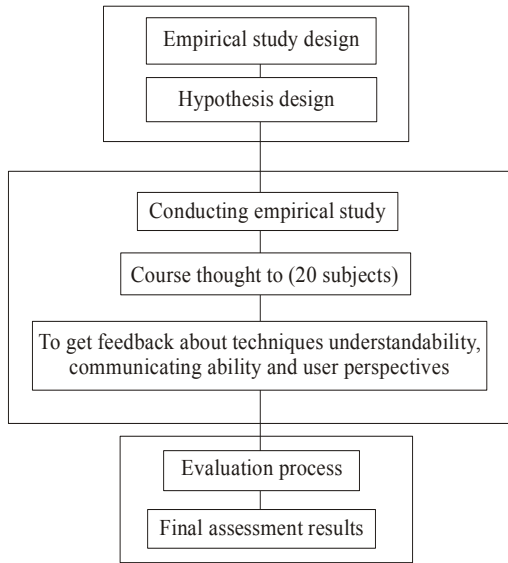 Empirical study design
Hypothesis design
Conducting empirical study
Course thought to (20 subjects)
To get feedback about techniques understandability,
communicating ability and user perspectives
Evaluation process
Final assessment results